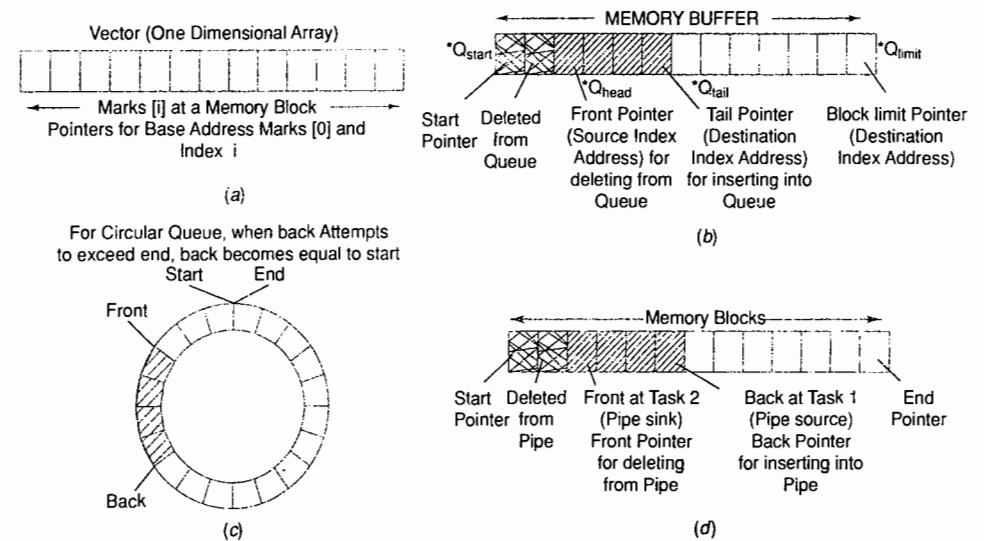 Vector (One Dimensional Array)
Marks [i] at a Memory Block
Pointers for Base Address Marks [0] and
Index i
(a)
MEMORY BUFFER
*Qstart
*Qlimit
*Qhead
*Qtail
Start
Pointer
Deleted
from
Queue
Front Pointer
(Source Index
Address) for
deleting from
Queue
Tail Pointer
(Destination
Index Address)
for inserting into
Queue
Block limit Pointer
(Destination
Index Address)
(b)
For Circular Queue, when back Attempts
to exceed end, back becomes equal to start
Start
End
Front
Back
(c)
Memory Blocks
Start
Pointer
Deleted
from
Pipe
Front at Task 2
(Pipe sink)
Front Pointer
for deleting
from Pipe
Back at Task 1
(Pipe source)
Back Pointer
for inserting into
Pipe
End
Pointer
(d)